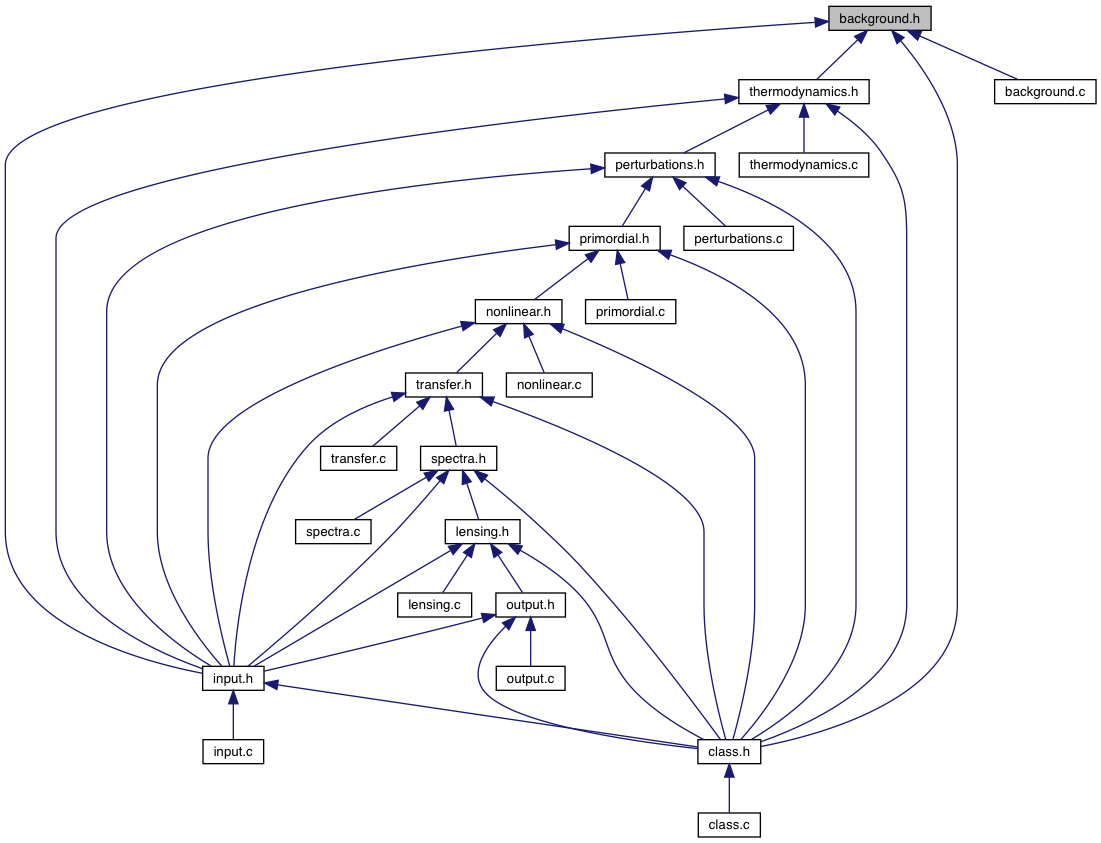 background.h
thermodynamics.h
background.c
perturbations.h
thermodynamics.c
primordial.h
perturbations.c
nonlinear.h
primordial.c
transfer.h
nonlinear.c
transfer.c
spectra.h
spectra.c
lensing.h
lensing.c
output.h
input.h
output.c
input.c
class.h
class.c